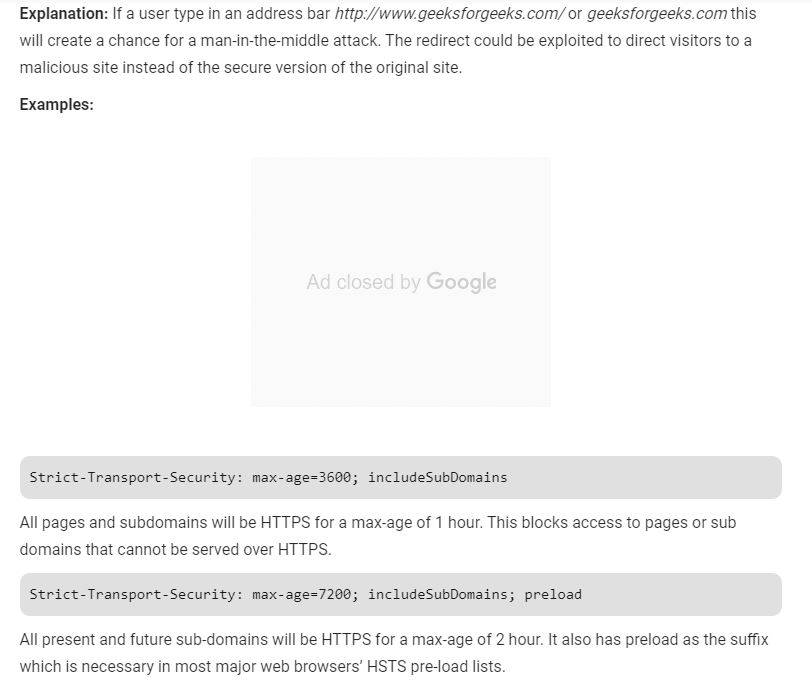 Explanation: If a user type in an address bar http://www.geeksforgeeks.com/ or geeksforgeeks.com this
will create a chance for a man-in-the-middle attack. The redirect could be exploited to direct visitors to a
malicious site instead of the secure version of the original site.
Examples:
Ad closed by Google
Strict-Transport-Security: max-age=3600; includeSubDomains
All pages and subdomains will be HTTPS for a max-age of 1 hour. This blocks access to pages or sub
domains that cannot be served over HTTPS.
Strict-Transport-Security: max-age=7200; includeSubDomains; preload
All present and future sub-domains will be HTTPS for a max-age of 2 hour. It also has preload as the suffix
which is necessary in most major web browsers’ HSTS pre-load lists.